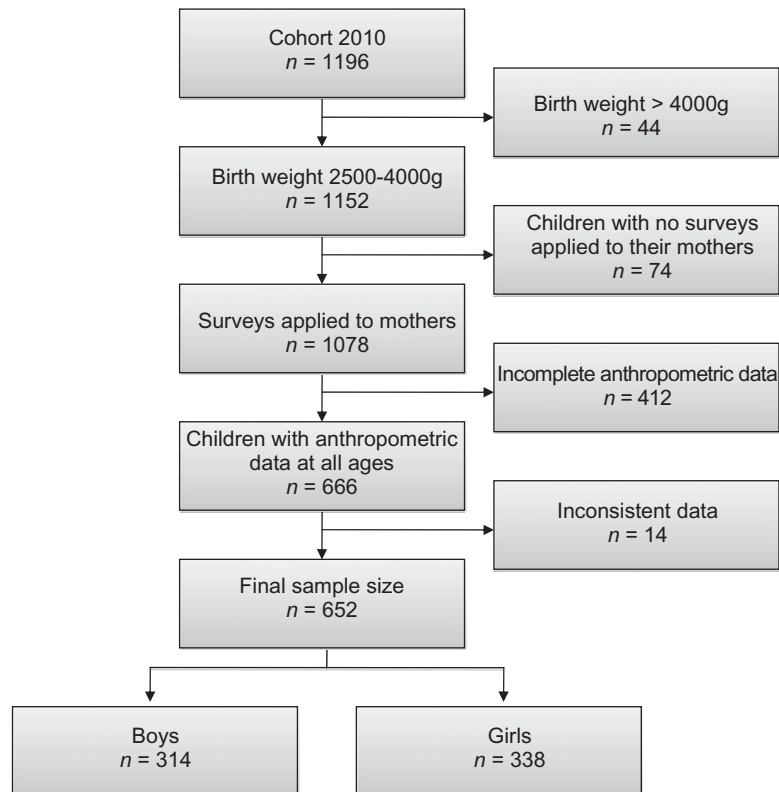 Cohort 2010
n = 1196
Birth weight > 4000g
n = 44
Birth weight 2500-4000g
n = 1152
Children with no surveys
applied to their mothers
n = 74
Surveys applied to mothers
n = 1078
Incomplete anthropometric data
n = 412
Children with anthropometric
data at all ages
n = 666
Inconsistent data
n = 14
Final sample size
n = 652
Boys
n = 314
Girls
n = 338